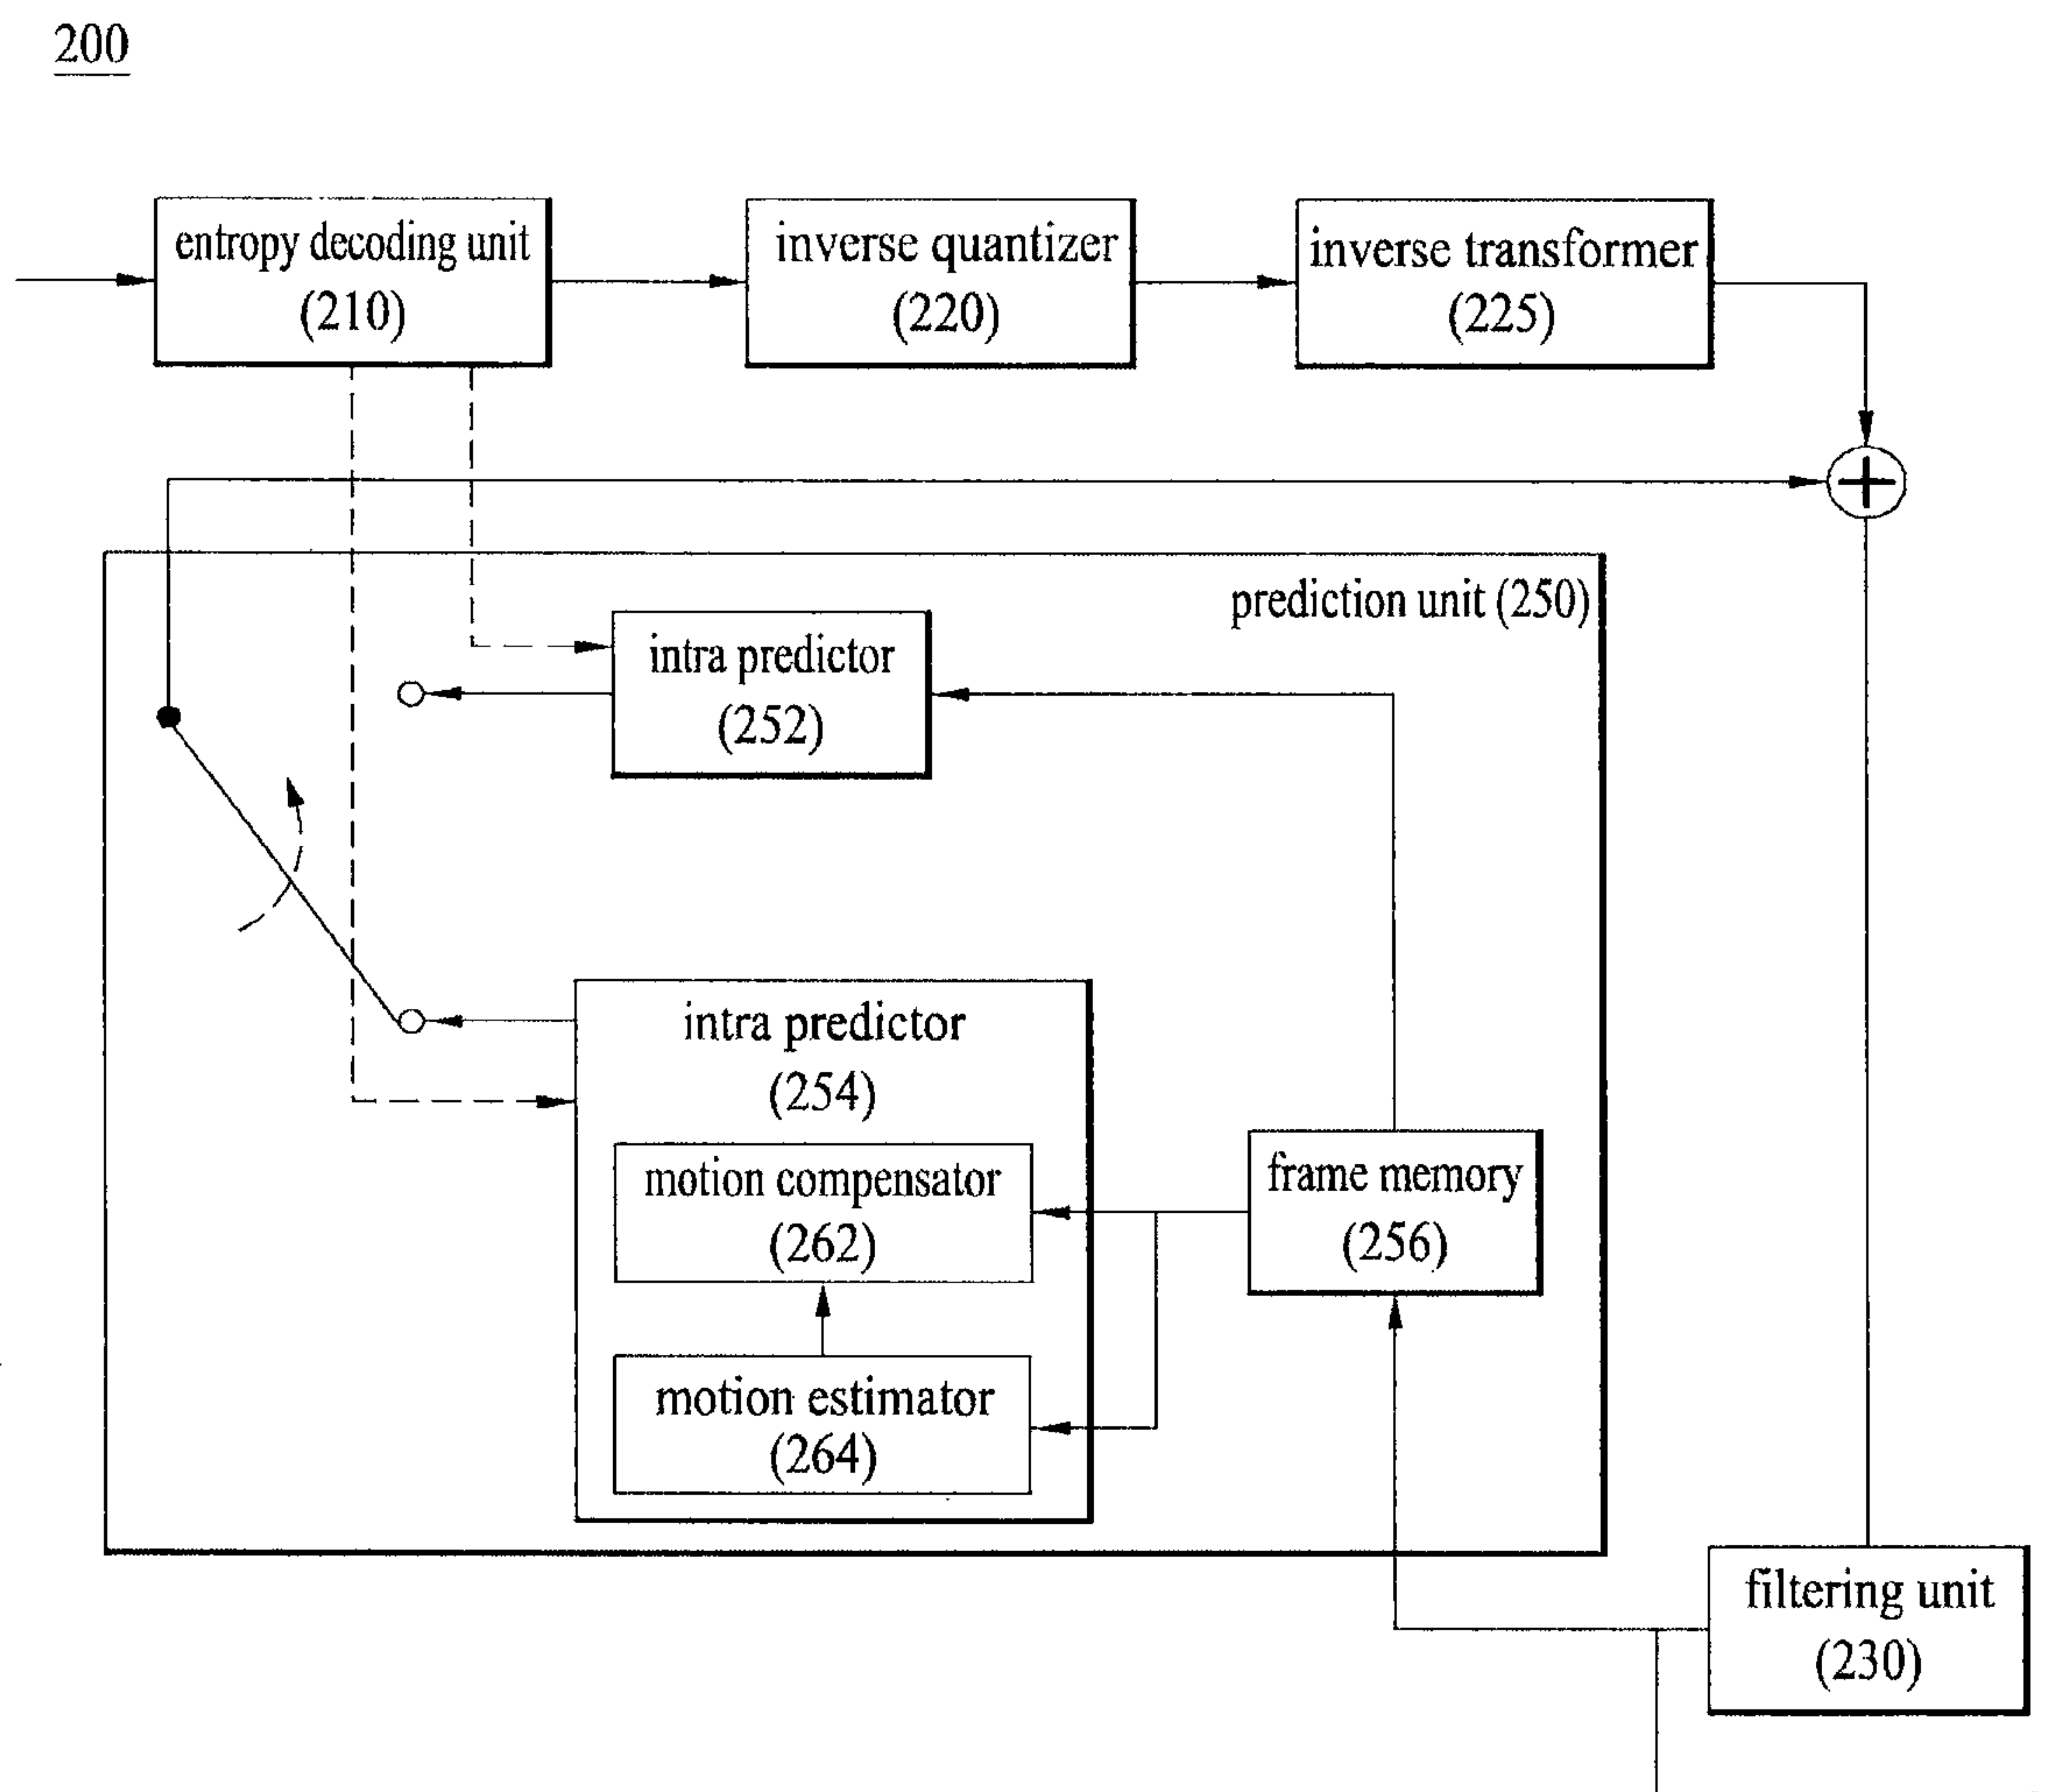 200
entropy decoding unit
(210)
inverse quantizer
(220)
inverse transformer
(225)
prediction unit (250)
intra predictor
(252)
intra predictor
(254)
motion compensator
(262)
frame memory
(256)
motion estimator
(264)
filtering unit
(230)